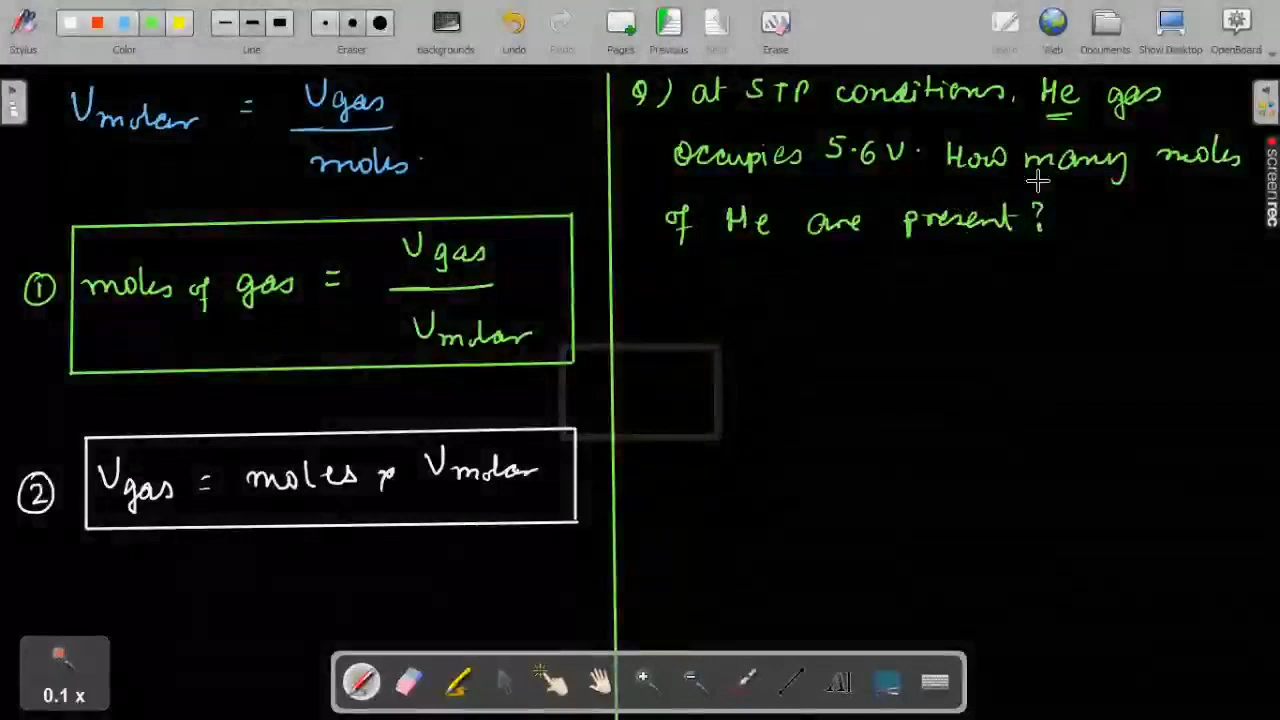 Stylus
Color
Line
Eraser
Backgrounds
Undo
Redo
Pages
Previous
Next
Erase
Web
Documents
Show Desktop
OpenBoard
Vmolar = Vgas
moles.
① moles of gas = Vgas
Vmolar
② Vgas = moles × Vmolar
Q) at STP conditions, He gas
occupies 5.6 V. How many moles
of He are present?
screenrec
0.1 x
AI